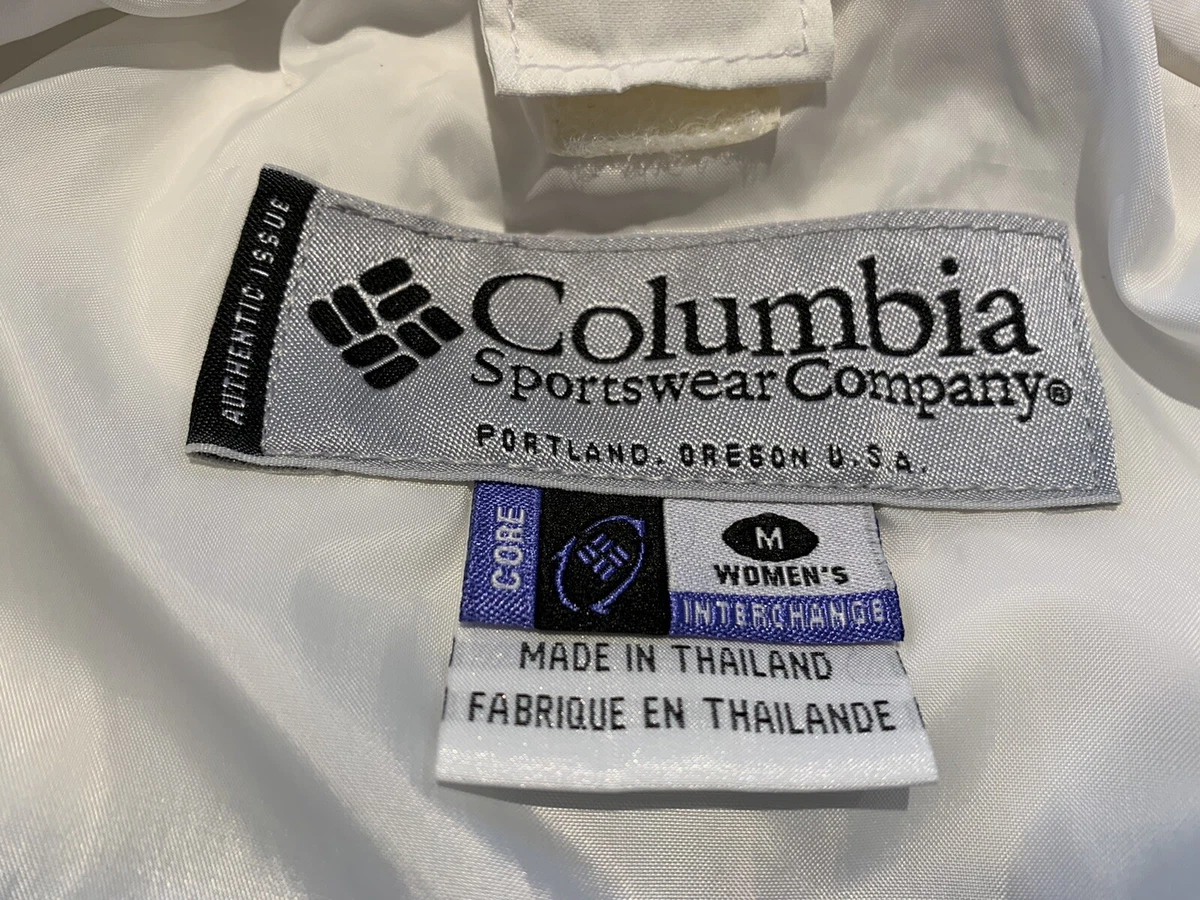 AUTHENTIC ISSUE
Columbia
Sportswear Company®
PORTLAND, OREGON U.S.A.
CORE
M
WOMEN'S
INTERCHANGE
MADE IN THAILAND
FABRIQUE EN THAILANDE